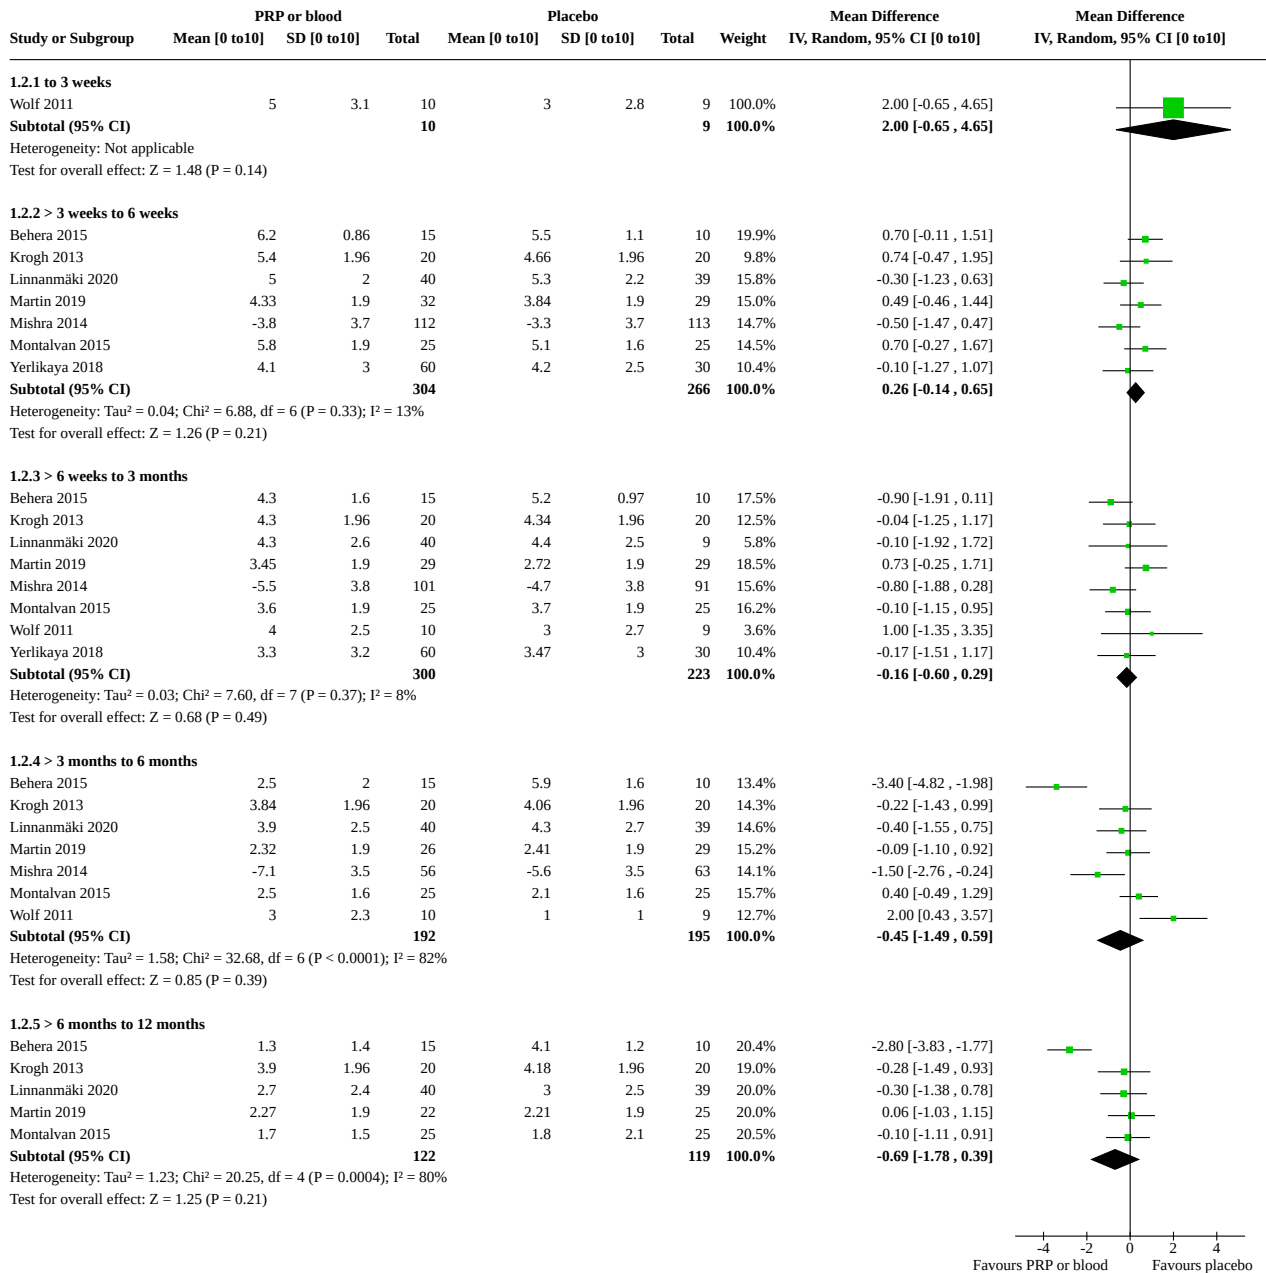 PRP or blood Placebo Mean Difference Mean Difference
Study or Subgroup Mean [0 to10] SD [0 to10] Total Mean [0 to10] SD [0 to10] Total Weight IV, Random, 95% CI [0 to10] IV, Random, 95% CI [0 to10]
1.2.1 to 3 weeks
Wolf 2011 5 3.1 10 3 2.8 9 100.0% 2.00 [-0.65 , 4.65]
Subtotal (95% CI) 10 9 100.0% 2.00 [-0.65 , 4.65]
Heterogeneity: Not applicable
Test for overall effect: Z = 1.48 (P = 0.14)
1.2.2 > 3 weeks to 6 weeks
Behera 2015 6.2 0.86 15 5.5 1.1 10 19.9% 0.70 [-0.11 , 1.51]
Krogh 2013 5.4 1.96 20 4.66 1.96 20 9.8% 0.74 [-0.47 , 1.95]
Linnanmäki 2020 5 2 40 5.3 2.2 39 15.8% -0.30 [-1.23 , 0.63]
Martin 2019 4.33 1.9 32 3.84 1.9 29 15.0% 0.49 [-0.46 , 1.44]
Mishra 2014 -3.8 3.7 112 -3.3 3.7 113 14.7% -0.50 [-1.47 , 0.47]
Montalvan 2015 5.8 1.9 25 5.1 1.6 25 14.5% 0.70 [-0.27 , 1.67]
Yerlikaya 2018 4.1 3 60 4.2 2.5 30 10.4% -0.10 [-1.27 , 1.07]
Subtotal (95% CI) 304 266 100.0% 0.26 [-0.14 , 0.65]
Heterogeneity: Tau² = 0.04; Chi² = 6.88, df = 6 (P = 0.33); I² = 13%
Test for overall effect: Z = 1.26 (P = 0.21)
1.2.3 > 6 weeks to 3 months
Behera 2015 4.3 1.6 15 5.2 0.97 10 17.5% -0.90 [-1.91 , 0.11]
Krogh 2013 4.3 1.96 20 4.34 1.96 20 12.5% -0.04 [-1.25 , 1.17]
Linnanmäki 2020 4.3 2.6 40 4.4 2.5 9 5.8% -0.10 [-1.92 , 1.72]
Martin 2019 3.45 1.9 29 2.72 1.9 29 18.5% 0.73 [-0.25 , 1.71]
Mishra 2014 -5.5 3.8 101 -4.7 3.8 91 15.6% -0.80 [-1.88 , 0.28]
Montalvan 2015 3.6 1.9 25 3.7 1.9 25 16.2% -0.10 [-1.15 , 0.95]
Wolf 2011 4 2.5 10 3 2.7 9 3.6% 1.00 [-1.35 , 3.35]
Yerlikaya 2018 3.3 3.2 60 3.47 3 30 10.4% -0.17 [-1.51 , 1.17]
Subtotal (95% CI) 300 223 100.0% -0.16 [-0.60 , 0.29]
Heterogeneity: Tau² = 0.03; Chi² = 7.60, df = 7 (P = 0.37); I² = 8%
Test for overall effect: Z = 0.68 (P = 0.49)
1.2.4 > 3 months to 6 months
Behera 2015 2.5 2 15 5.9 1.6 10 13.4% -3.40 [-4.82 , -1.98]
Krogh 2013 3.84 1.96 20 4.06 1.96 20 14.3% -0.22 [-1.43 , 0.99]
Linnanmäki 2020 3.9 2.5 40 4.3 2.7 39 14.6% -0.40 [-1.55 , 0.75]
Martin 2019 2.32 1.9 26 2.41 1.9 29 15.2% -0.09 [-1.10 , 0.92]
Mishra 2014 -7.1 3.5 56 -5.6 3.5 63 14.1% -1.50 [-2.76 , -0.24]
Montalvan 2015 2.5 1.6 25 2.1 1.6 25 15.7% 0.40 [-0.49 , 1.29]
Wolf 2011 3 2.3 10 1 1 9 12.7% 2.00 [0.43 , 3.57]
Subtotal (95% CI) 192 195 100.0% -0.45 [-1.49 , 0.59]
Heterogeneity: Tau² = 1.58; Chi² = 32.68, df = 6 (P < 0.0001); I² = 82%
Test for overall effect: Z = 0.85 (P = 0.39)
1.2.5 > 6 months to 12 months
Behera 2015 1.3 1.4 15 4.1 1.2 10 20.4% -2.80 [-3.83 , -1.77]
Krogh 2013 3.9 1.96 20 4.18 1.96 20 19.0% -0.28 [-1.49 , 0.93]
Linnanmäki 2020 2.7 2.4 40 3 2.5 39 20.0% -0.30 [-1.38 , 0.78]
Martin 2019 2.27 1.9 22 2.21 1.9 25 20.0% 0.06 [-1.03 , 1.15]
Montalvan 2015 1.7 1.5 25 1.8 2.1 25 20.5% -0.10 [-1.11 , 0.91]
Subtotal (95% CI) 122 119 100.0% -0.69 [-1.78 , 0.39]
Heterogeneity: Tau² = 1.23; Chi² = 20.25, df = 4 (P = 0.0004); I² = 80%
Test for overall effect: Z = 1.25 (P = 0.21)
-4 -2 0 2 4
Favours PRP or blood Favours placebo